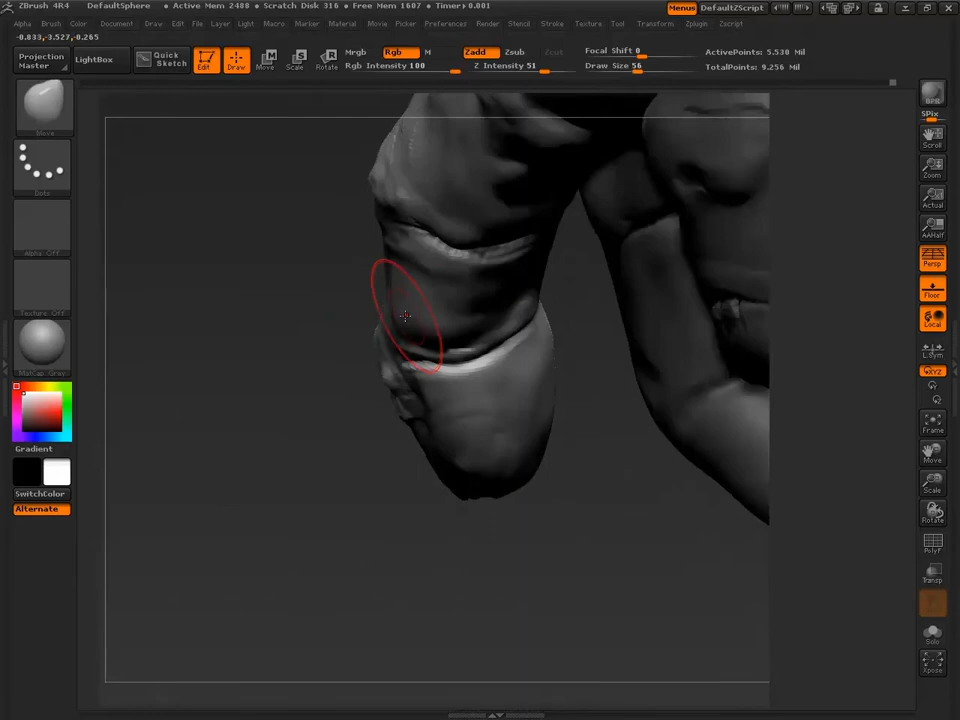 ZBrush 4R4 DefaultSphere • Active Mem 2488 • Scratch Disk 316 • Free Mem 1607 • Timer▶0.001 Menus DefaultZScript
Alpha Brush Color Document Draw Edit File Layer Light Macro Marker Material Movie Picker Preferences Render Stencil Stroke Texture Tool Transform Zplugin Zscript
-0.833,-3.527,-0.265
Projection Master
LightBox
Quick Sketch
Edit
Draw
Move
Scale
Rotate
Mrgb Rgb M
Rgb Intensity 100
Zadd Zsub Zcut
Z Intensity 51
Focal Shift 0
Draw Size 56
ActivePoints: 5.530 Mil
TotalPoints: 9.256 Mil
Move
Dots
Alpha Off
Texture Off
MatCap Gray
Gradient
SwitchColor
Alternate
BPR
SPix
Scroll
Zoom
Actual
AAHalf
Persp
Floor
Local
L.Sym
XYZ
Frame
Move
Scale
Rotate
PolyF
Transp
Solo
Xpose